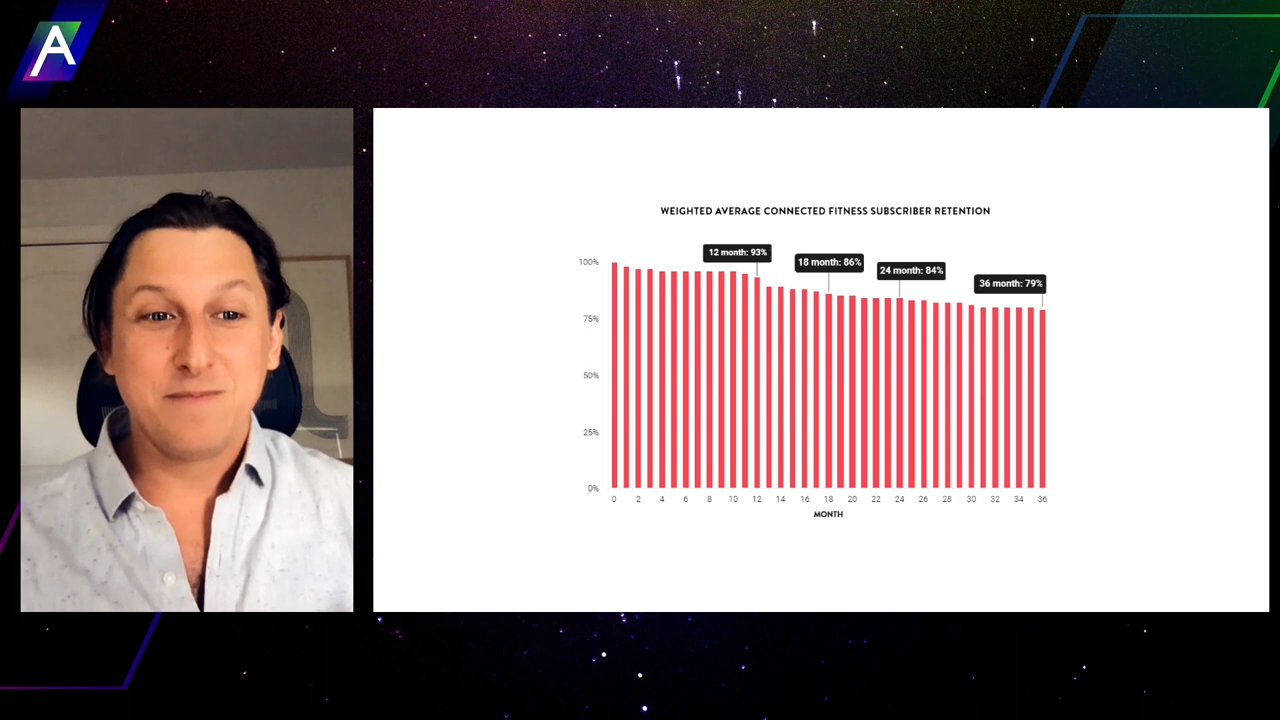 A
WEIGHTED AVERAGE CONNECTED FITNESS SUBSCRIBER RETENTION
12 month: 93%
18 month: 86%
24 month: 84%
36 month: 79%
100%
75%
50%
25%
0%
0 2 4 6 8 10 12 14 16 18 20 22 24 26 28 30 32 34 36
MONTH